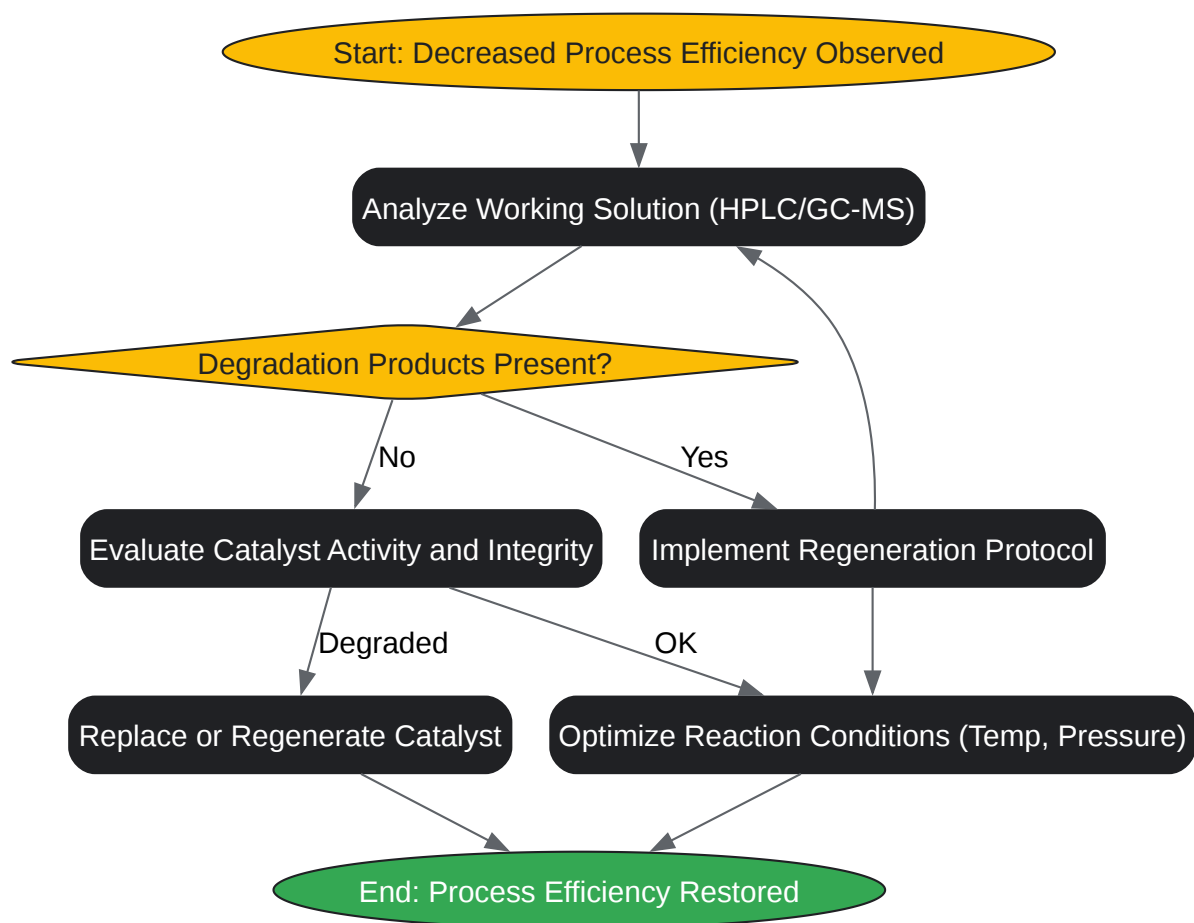 Start: Decreased Process Efficiency Observed
Analyze Working Solution (HPLC/GC-MS)
Degradation Products Present?
No
Yes
Evaluate Catalyst Activity and Integrity
Implement Regeneration Protocol
Degraded
OK
Replace or Regenerate Catalyst
Optimize Reaction Conditions (Temp, Pressure)
End: Process Efficiency Restored